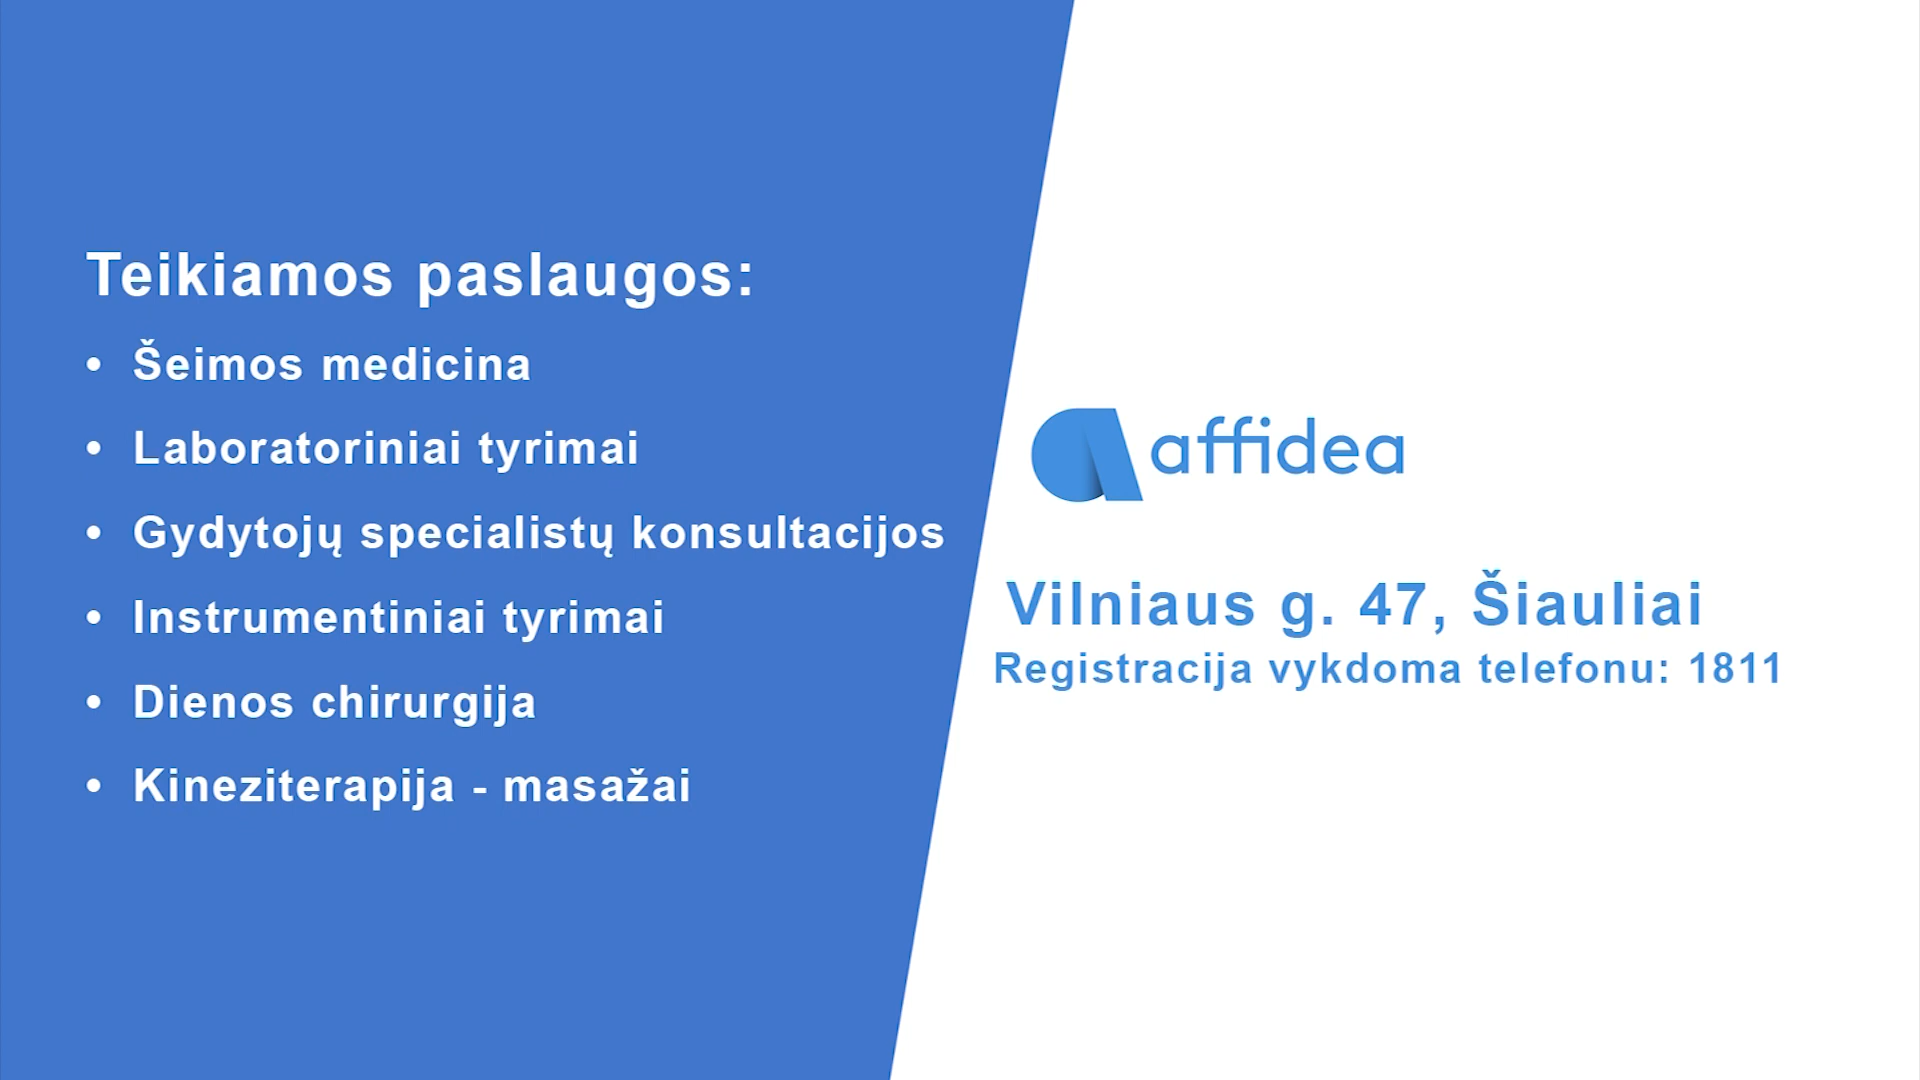 Teikiamos paslaugos:
• Šeimos medicina
• Laboratoriniai tyrimai
• Gydytojų specialistų konsultacijos
• Instrumentiniai tyrimai
• Dienos chirurgija
• Kineziterapija - masažai
affidea
Vilniaus g. 47, Šiauliai
Registracija vykdoma telefonu: 1811